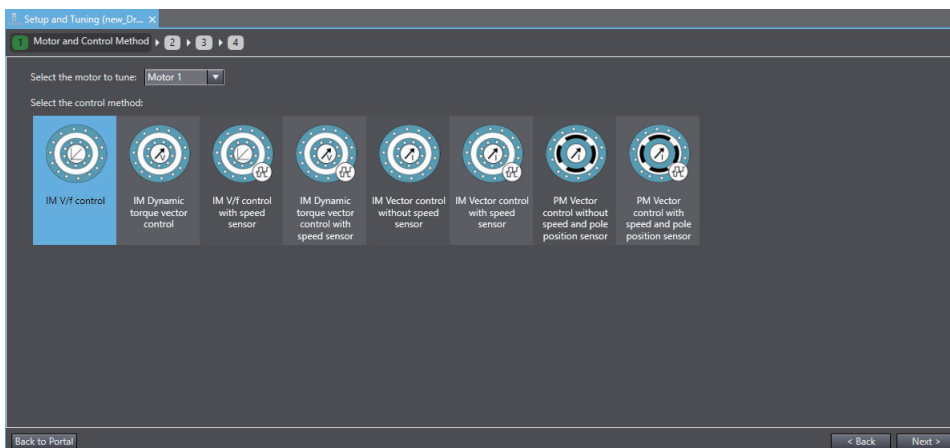 Setup and Tuning (new_Dr... ×
1 Motor and Control Method 2 3 4
Select the motor to tune: Motor 1
Select the control method:
IM V/f control
IM Dynamic
torque vector
control
IM V/f control
with speed
sensor
IM Dynamic
torque vector
control with
speed sensor
IM Vector control
without speed
sensor
IM Vector control
with speed
sensor
PM Vector
control without
speed and pole
position sensor
PM Vector
control with
speed and pole
position sensor
Back to Portal
< Back
Next >